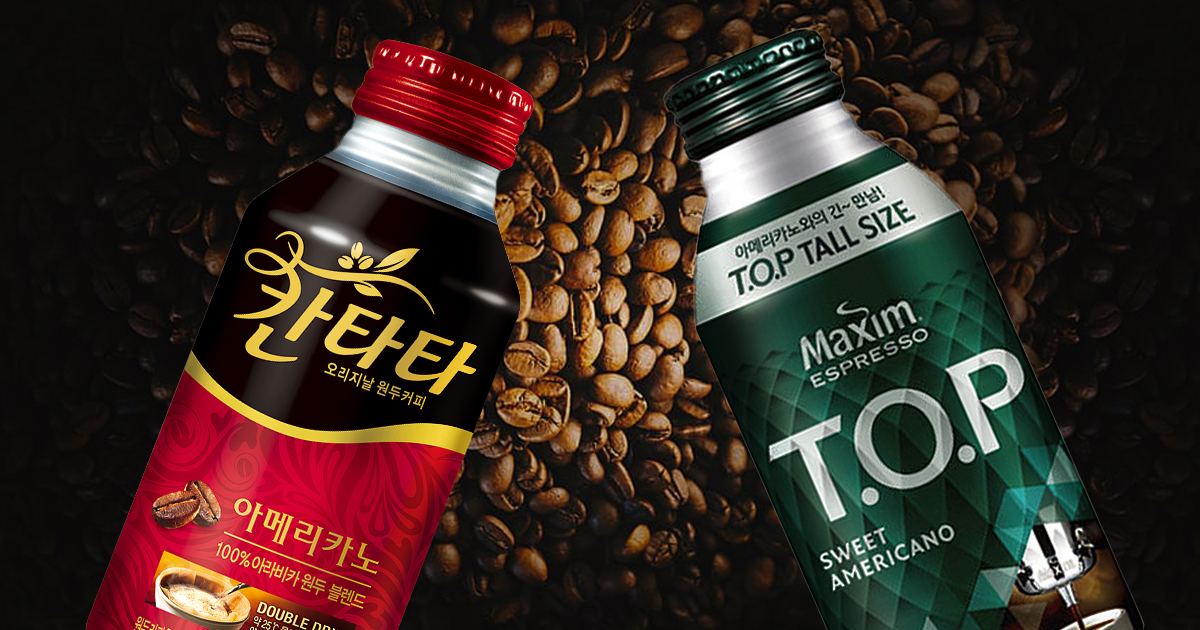 칸타타
오리지날 원두커피
아메리카노
100% 아라비카 원두 블렌드
DOUBLE
약 25℃
아메리카노와의 긴~ 만남!
T.O.P TALL SIZE
Maxim
ESPRESSO
T.O.P
SWEET
AMERICANO